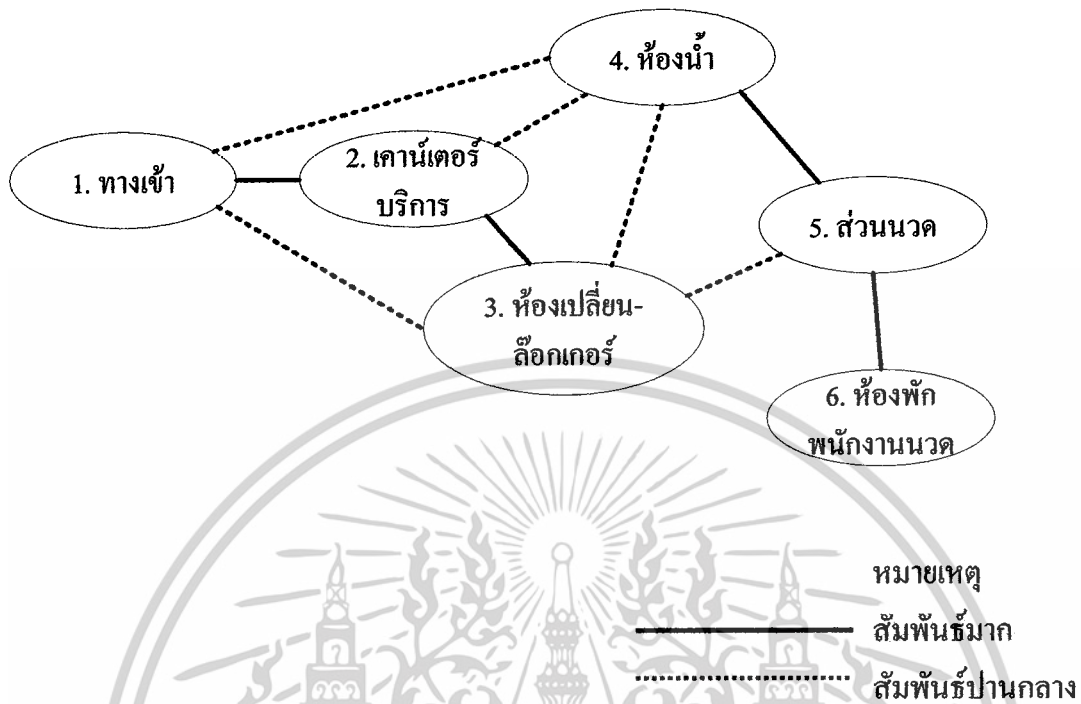 4. ห้องน้ำ
1. ทางเข้า
2. เคาน์เตอร์
บริการ
5. ส่วนนวด
3. ห้องเปลี่ยน-
ล๊อกเกอร์
6. ห้องพัก
พนักงานนวด
หมายเหตุ
สัมพันธ์มาก
สัมพันธ์ปานกลาง